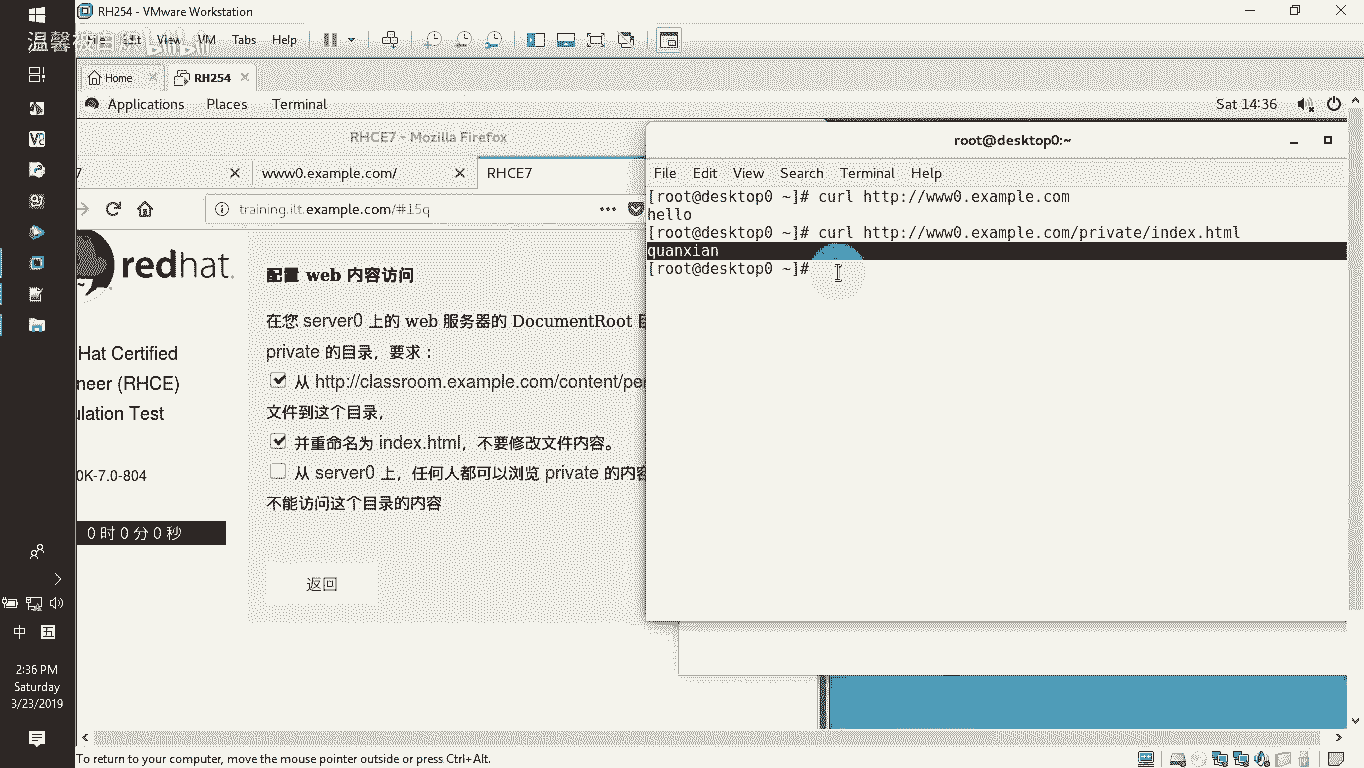 RH254 - VMware Workstation
View VM Tabs Help
Home
RH254
Applications Places Terminal
Sat 14:36
RHCE7 - Mozilla Firefox
7
www0.example.com/
RHCE7
training.ilt.example.com/#15q
redhat.
Hat Certified
neer (RHCE)
ulation Test
0K-7.0-804
0 时 0 分 0 秒
配置 web 内容访问
在您 server0 上的 web 服务器的 DocumentRoot
private 的目录，要求：
从 http://classroom.example.com/content/pe
文件到这个目录，
并重命名为 index.html，不要修改文件内容。
从 server0 上，任何人都可以浏览 private 的内容
不能访问这个目录的内容
返回
root@desktop0:~
File Edit View Search Terminal Help
[root@desktop0 ~]# curl http://www0.example.com
hello
[root@desktop0 ~]# curl http://www0.example.com/private/index.html
quanxian
[root@desktop0 ~]#
中 五
2:36 PM
Saturday
3/23/2019
To return to your computer, move the mouse pointer outside or press Ctrl+Alt.